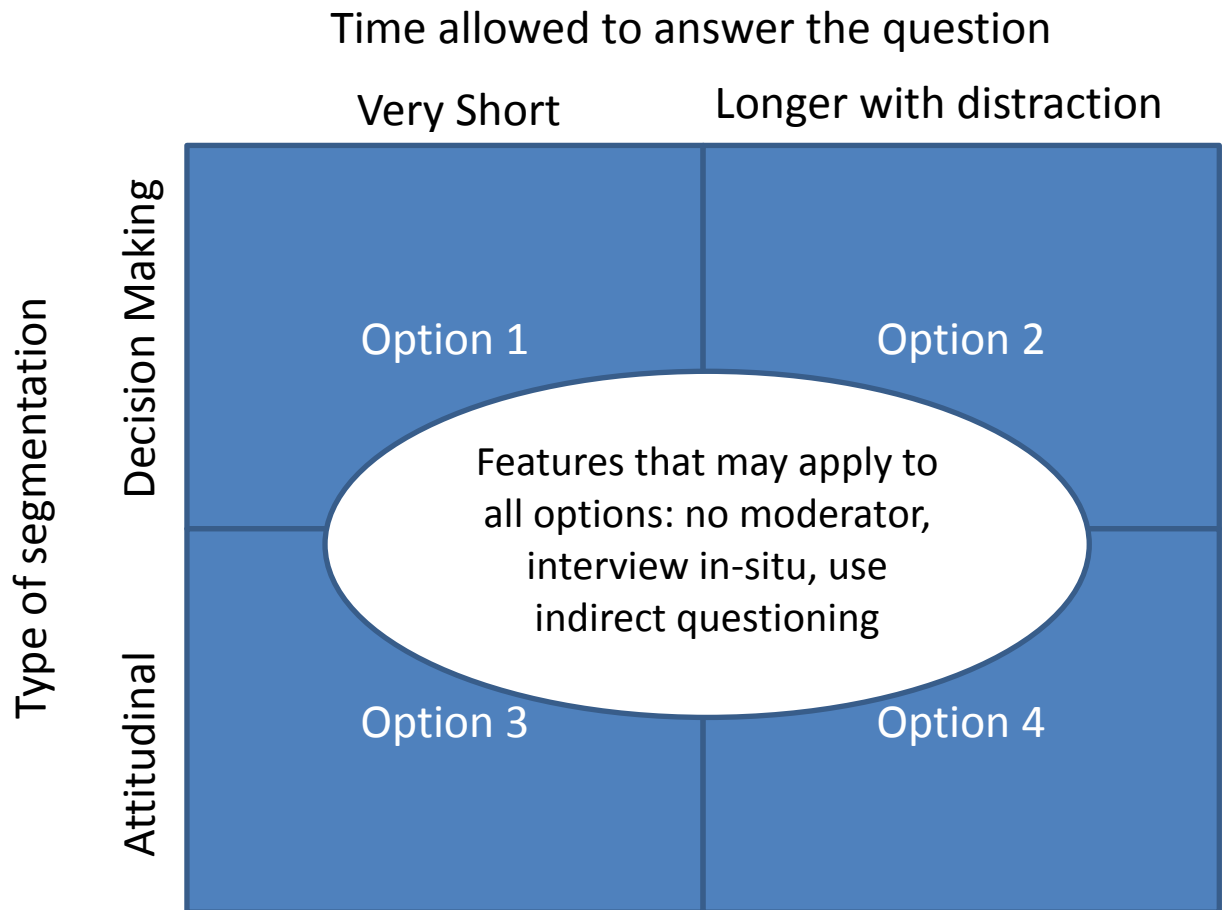 Time allowed to answer the question
Very Short
Longer with distraction
Type of segmentation
Decision Making
Option 1
Option 2
Features that may apply to
all options: no moderator,
interview in-situ, use
indirect questioning
Attitudinal
Option 3
Option 4